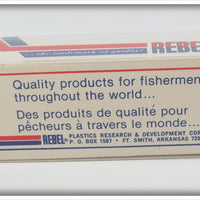 ...the trademark of quality!
REBEL
Quality products for fishermen
throughout the world...
Des produits de qualité pour
pêcheurs à travers le monde...
REBEL PLASTICS RESEARCH & DEVELOPMENT COR
P. O. BOX 1587 • FT. SMITH, ARKANSAS 729